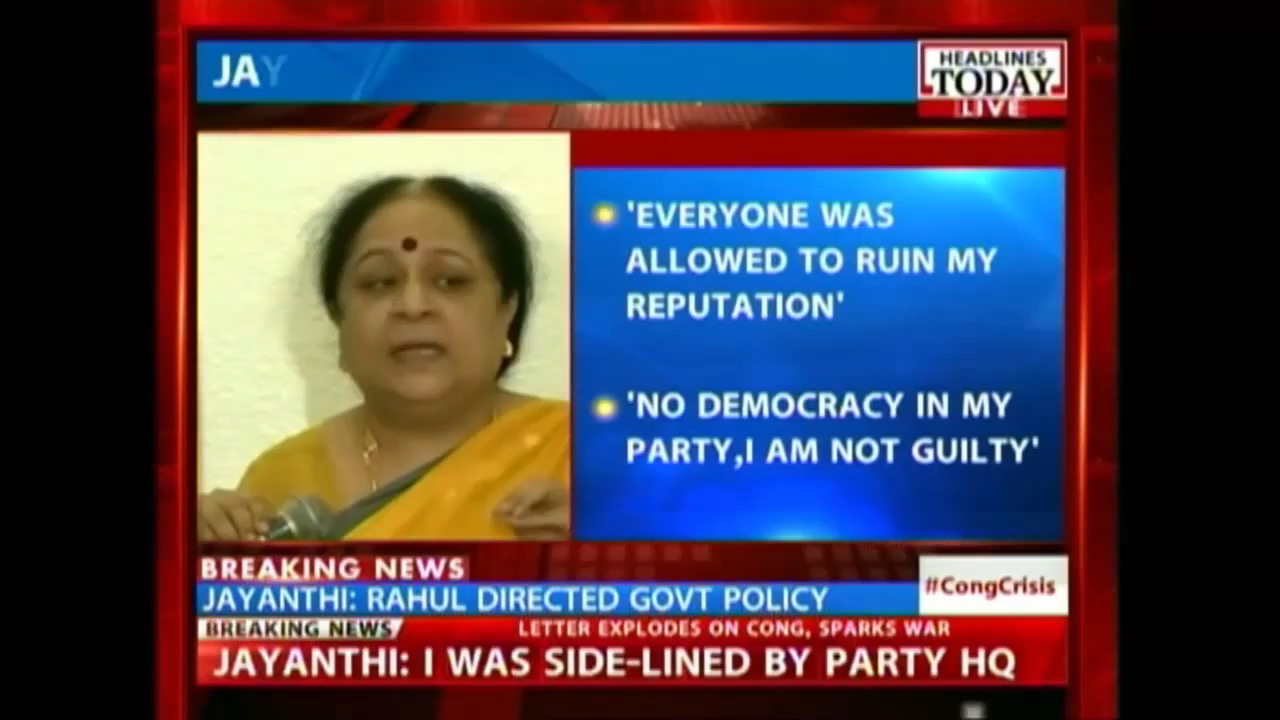 JAY
HEADLINES
TODAY
LIVE
'EVERYONE WAS
ALLOWED TO RUIN MY
REPUTATION'
'NO DEMOCRACY IN MY
PARTY,I AM NOT GUILTY'
BREAKING NEWS
JAYANTHI: RAHUL DIRECTED GOVT POLICY
#CongCrisis
BREAKING NEWS
LETTER EXPLODES ON CONG, SPARKS WAR
JAYANTHI: I WAS SIDE-LINED BY PARTY HQ